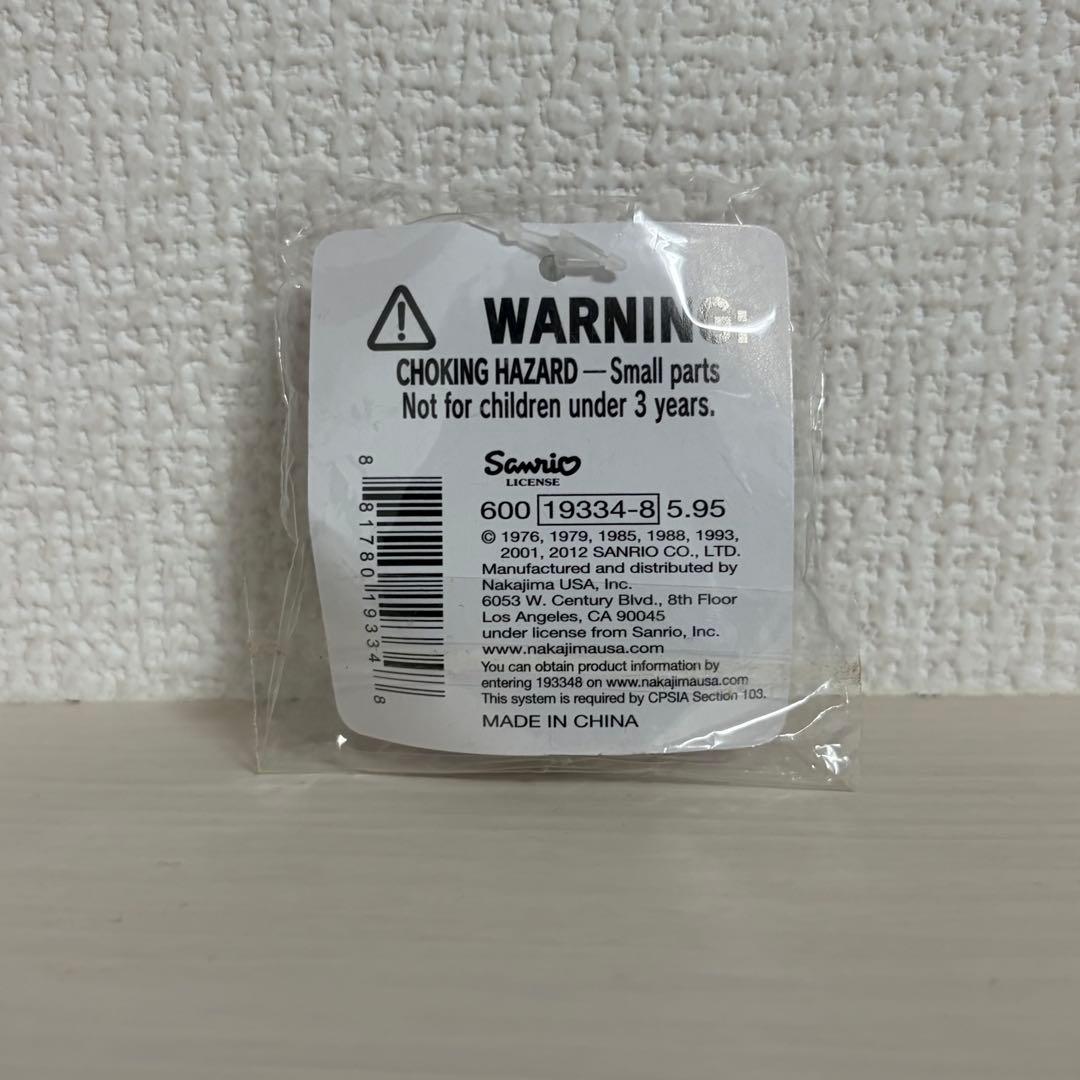 WARNING:
CHOKING HAZARD — Small parts
Not for children under 3 years.
Sanrio
LICENSE
600 19334-8 5.95
© 1976, 1979, 1985, 1988, 1993,
2001, 2012 SANRIO CO., LTD.
Manufactured and distributed by
Nakajima USA, Inc.
6053 W. Century Blvd., 8th Floor
Los Angeles, CA 90045
under license from Sanrio, Inc.
www.nakajimausa.com
You can obtain product information by
entering 193348 on www.nakajimausa.com
This system is required by CPSIA Section 103.
MADE IN CHINA
8 81780 19334 8